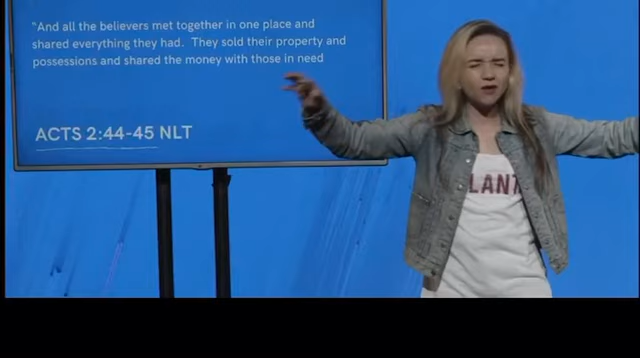 “And all the believers met together in one place and
shared everything they had.  They sold their property and
possessions and shared the money with those in need
ACTS 2:44-45 NLT
LANT